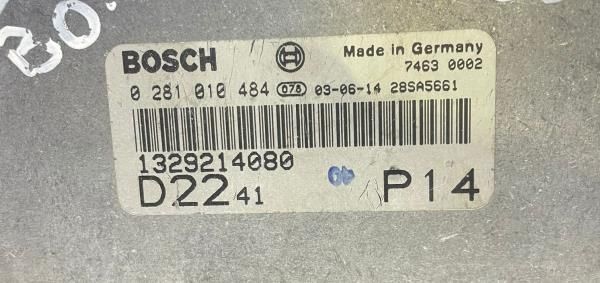 BO.
BOSCH Made in Germany
7463 0002
0 281 010 484 078 03-06-14 28SA5661
1329214080
D22 41 P14